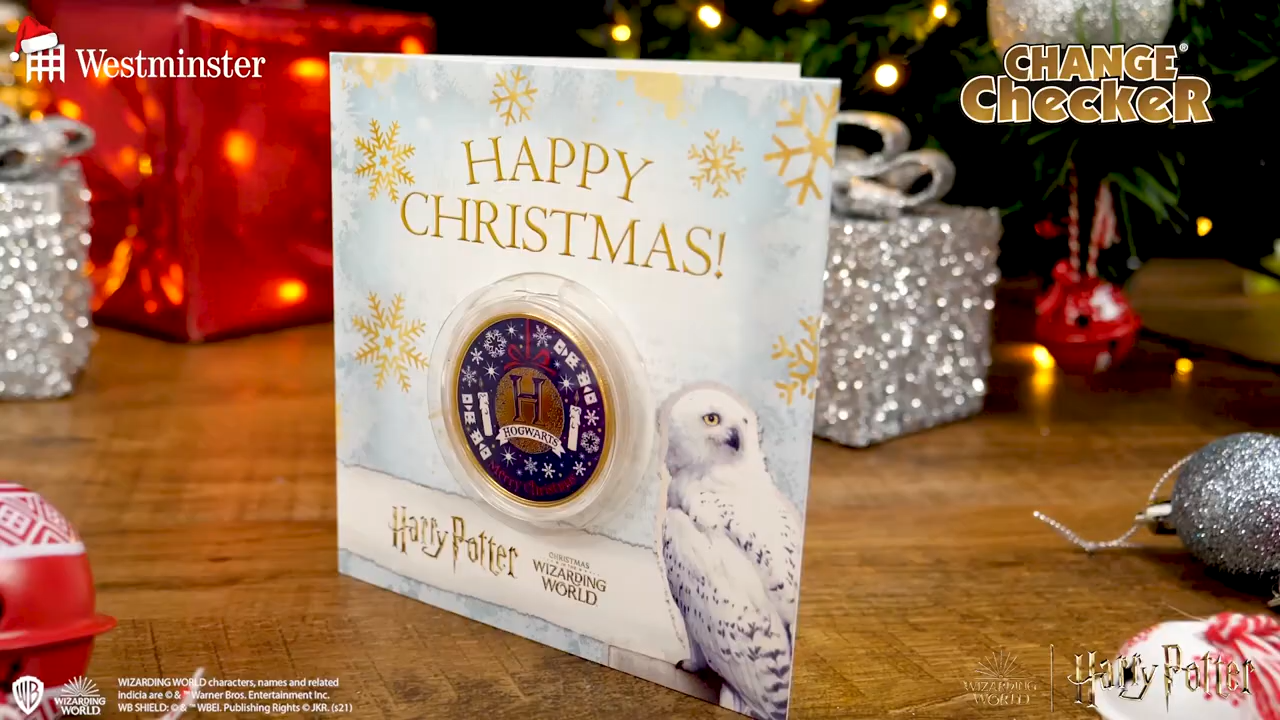 Westminster
CHANGE
CHECKER®
HAPPY
CHRISTMAS!
H
HOGWARTS
Merry Christmas
Harry Potter
CHRISTMAS
WIZARDING
WORLD
WB
WIZARDING
WORLD
WIZARDING WORLD characters, names and related
indicia are © & ™ Warner Bros. Entertainment Inc.
WB SHIELD: © & ™ WBEI. Publishing Rights © JKR. (s21)
WIZARDING
WORLD
Harry Potter